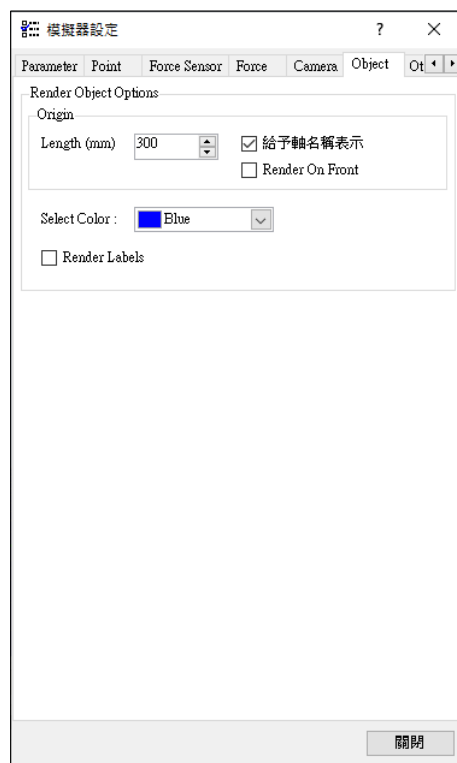 模擬器設定 ?
Parameter Point Force Sensor Force Camera Object Ot
Render Object Options
Origin
Length (mm) 300 給予軸名稱表示
Render On Front
Select Color : Blue
Render Labels
關閉